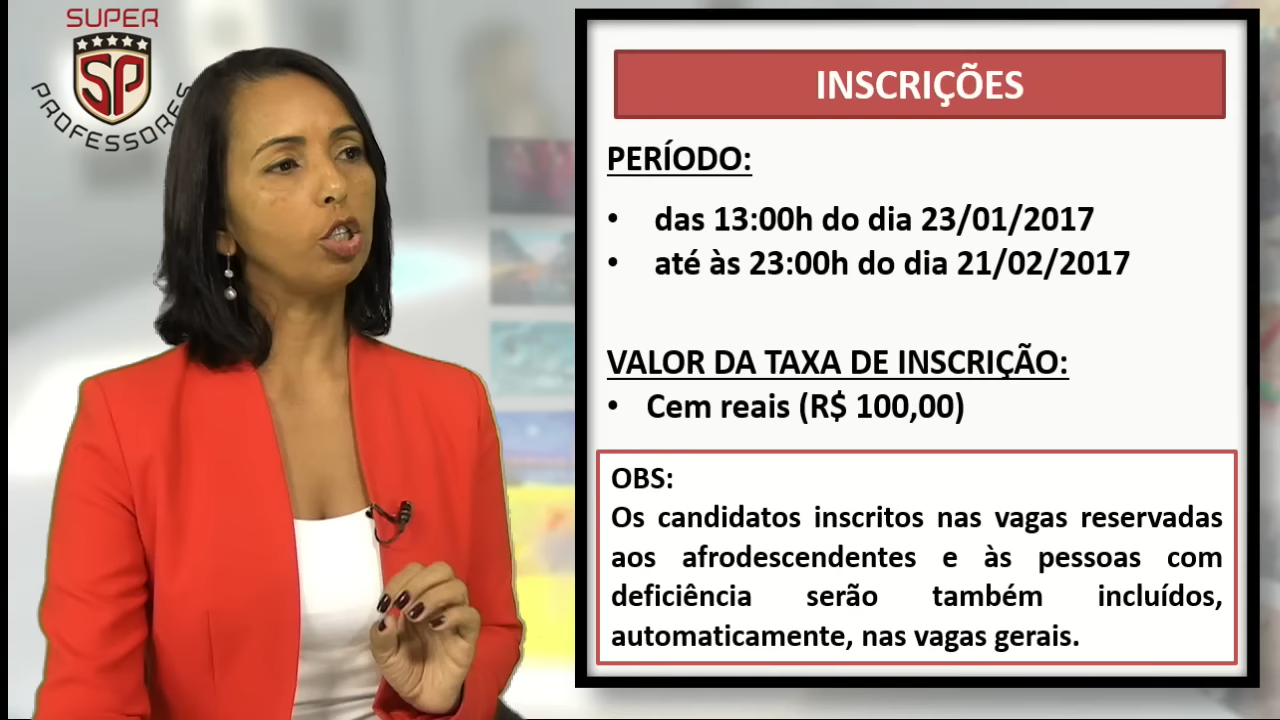 SUPER
SP
PROFESSORES
INSCRIÇÕES
PERÍODO:
• das 13:00h do dia 23/01/2017
• até às 23:00h do dia 21/02/2017
VALOR DA TAXA DE INSCRIÇÃO:
• Cem reais (R$ 100,00)
OBS:
Os candidatos inscritos nas vagas reservadas
aos afrodescendentes e às pessoas com
deficiência serão também incluídos,
automaticamente, nas vagas gerais.